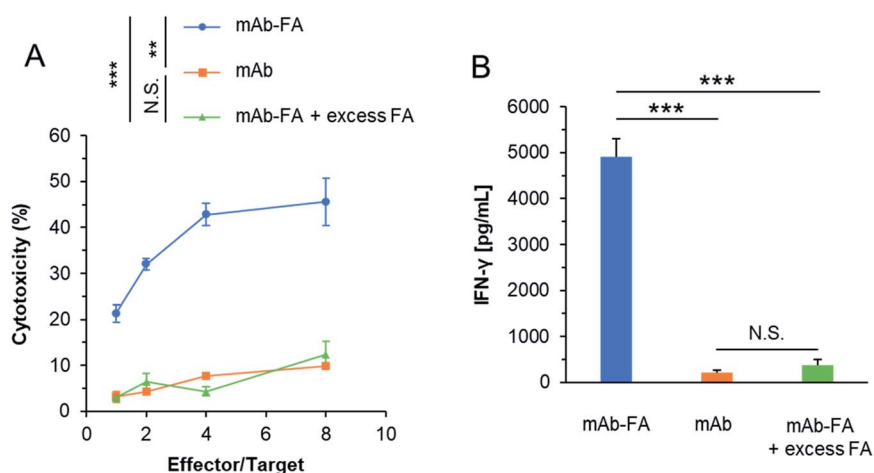 A
***
**
N.S.
mAb-FA
mAb
mAb-FA + excess FA
60
50
40
30
20
10
0
0 2 4 6 8 10
Cytotoxicity (%)
Effector/Target
B
***
***
N.S.
6000
5000
4000
3000
2000
1000
0
IFN-γ [pg/mL]
mAb-FA mAb mAb-FA
+ excess FA